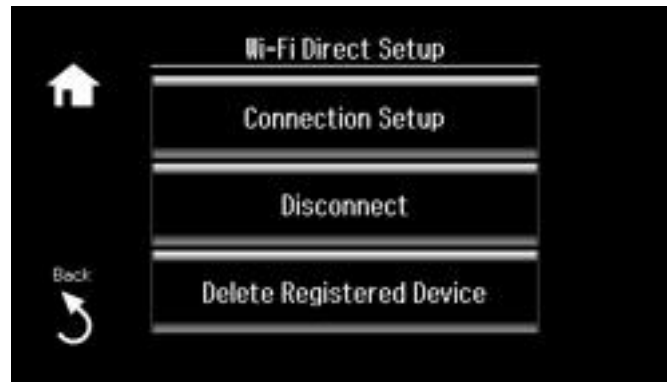 Wi-Fi Direct Setup
Connection Setup
Disconnect
Back
Delete Registered Device